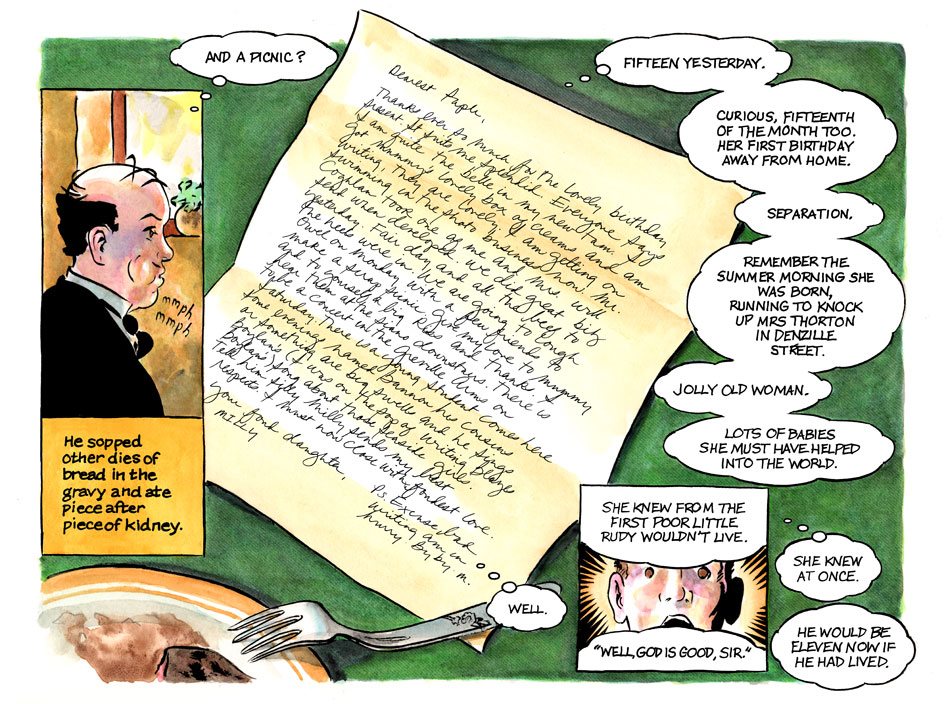 AND A PICNIC?
mmph
mmph
He sopped
other dies of
bread in the
gravy and ate
piece after
piece of kidney.
Dearest Papli,
Thanks ever so much for the lovely birthday
present. It suits me splendid. Everyone says
I am quite the belle in my new tam. I
got mummy's lovely box of creams and am
writing. They are lovely. I am getting on
swimming in the photo business now. Mr.
Coghlan took one of me and Mrs. will
send when developed. We did great biz
yesterday. Fair day and all the beef to
the heels were in. We are going to lough
Owel on Monday with a few friends to
make a scrap picnic. Give my love to mummy
and to yourself a big kiss and thanks. I
hear them at the piano downstairs. There is
to be a concert in the Greville Arms on
Saturday. There is a young student comes here
some evenings named Bannon his cousins
or something are big swells and he sings
Boylan's (I was on the pop of writing Blazes
Boylan's) song about those seaside girls.
Tell him silly Milly sends my best
respects. I must now close with fondest love.
Your fond daughter,
Milly
P.s. Excuse bad
writing am in
hurry. Byby. M.
WELL.
FIFTEEN YESTERDAY.
CURIOUS, FIFTEENTH
OF THE MONTH TOO.
HER FIRST BIRTHDAY
AWAY FROM HOME.
SEPARATION.
REMEMBER THE
SUMMER MORNING SHE
WAS BORN,
RUNNING TO KNOCK
UP MRS THORTON
IN DENZILLE
STREET.
JOLLY OLD WOMAN.
LOTS OF BABIES
SHE MUST HAVE HELPED
INTO THE WORLD.
SHE KNEW FROM THE
FIRST POOR LITTLE
RUDY WOULDN'T LIVE.
"WELL, GOD IS GOOD, SIR."
SHE KNEW
AT ONCE.
HE WOULD BE
ELEVEN NOW IF
HE HAD LIVED.